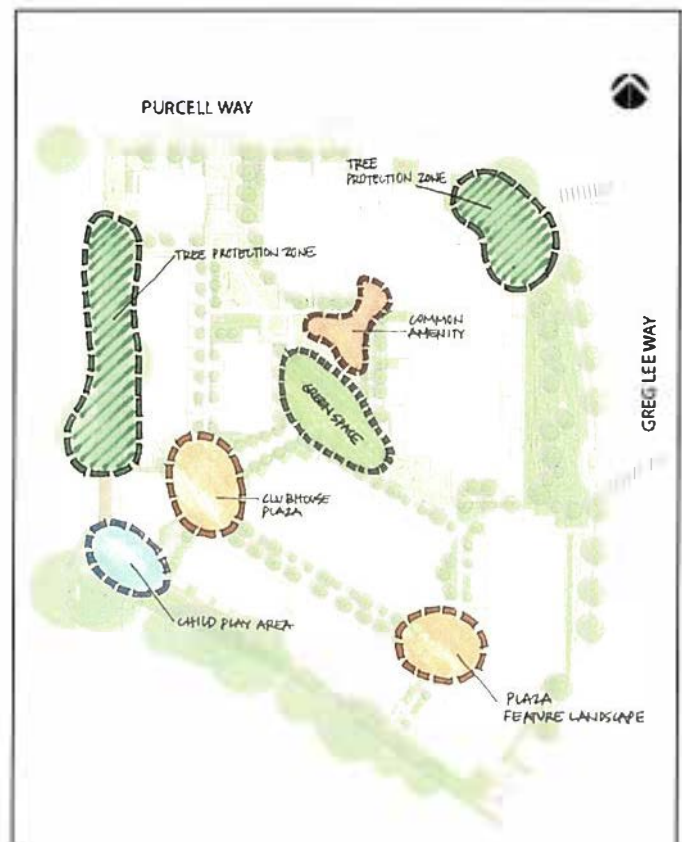 PURCELL WAY
TREE
PROTECTION ZONE
TREE PROTECTION ZONE
COMMON
AMENITY
GREEN SPACE
GREG LEE WAY
CLUBHOUSE
PLAZA
CHILD PLAY AREA
PLAZA
FEATURE LANDSCAPE